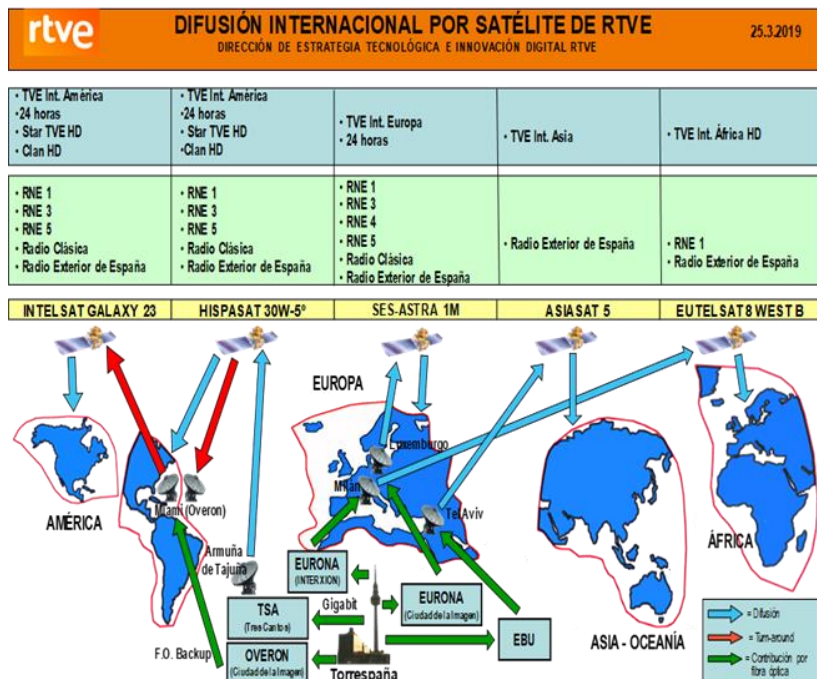 rtve
DIFUSIÓN INTERNACIONAL POR SATÉLITE DE RTVE
DIRECCIÓN DE ESTRATEGIA TECNOLÓGICA E INNOVACIÓN DIGITAL RTVE
25.3.2019
• TVE Int. América
•24 horas
• Star TVE HD
• Clan HD
• TVE Int. América
•24 horas
• Star TVE HD
•Clan HD
• TVE Int. Europa
• 24 horas
• TVE Int. Asia
• TVE Int. África HD
• RNE 1
• RNE 3
• RNE 5
• Radio Clásica
• Radio Exterior de España
• RNE 1
• RNE 3
• RNE 5
• Radio Clásica
• Radio Exterior de España
• RNE 1
• RNE 3
• RNE 4
• RNE 5
• Radio Clásica
• Radio Exterior de España
• Radio Exterior de España
• RNE 1
• Radio Exterior de España
INTELSAT GALAXY 23
HISPASAT 30W-5º
SES-ASTRA 1M
ASIASAT 5
EUTELSAT 8 WEST B
EUROPA
Luxemburgo
Milán
Tel Aviv
Miami (Overon)
AMÉRICA
ÁFRICA
Armuña
de Tajuña
EURONA
(INTERXION)
Gigabit
TSA
(Tres Cantos)
EURONA
(Ciudad de la Imagen)
EBU
ASIA - OCEANÍA
F.O. Backup
OVERON
(Ciudad de la Imagen)
Torrespaña
= Difusión
= Turn-around
= Contribución por
fibra óptica